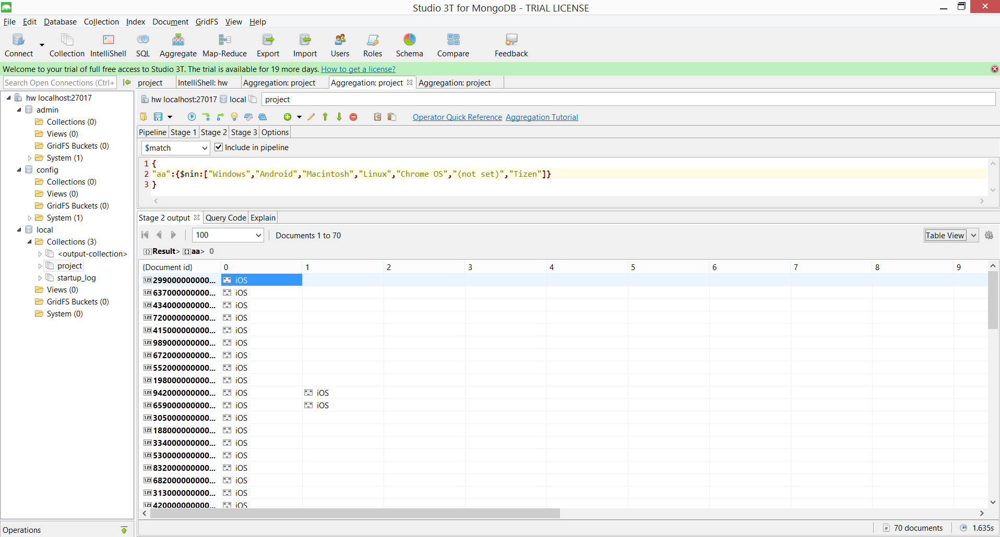 Studio 3T for MongoDB - TRIAL LICENSE
File Edit Database Collection Index Document GridFS View Help
Connect Collection IntelliShell SQL Aggregate Map-Reduce Export Import Users Roles Schema Compare Feedback
Welcome to your trial of full free access to Studio 3T. The trial is available for 19 more days. How to get a license?
Search Open Connections (Ctrl+
project IntelliShell: hw Aggregation: project Aggregation: project Aggregation: project
hw localhost:27017
admin
Collections (0)
Views (0)
GridFS Buckets (0)
System (1)
config
Collections (0)
Views (0)
GridFS Buckets (0)
System (1)
local
Collections (3)
<output-collection>
project
startup_log
Views (0)
GridFS Buckets (0)
System (0)
Operations
hw localhost:27017 local project
Operator Quick Reference Aggregation Tutorial
Pipeline Stage 1 Stage 2 Stage 3 Options
$match Include in pipeline
1 {
2 "aa":{$nin:["Windows","Android","Macintosh","Linux","Chrome OS","(not set)","Tizen"]}
3 }
Stage 2 output Query Code Explain
100 Documents 1 to 70 Table View
Result> aa> 0
{Document id} 0 1 2 3 4 5 6 7 8 9
299000000000... iOS
637000000000... iOS
434000000000... iOS
720000000000... iOS
415000000000... iOS
989000000000... iOS
672000000000... iOS
552000000000... iOS
198000000000... iOS
942000000000... iOS iOS
659000000000... iOS iOS
305000000000... iOS
188000000000... iOS
334000000000... iOS
530000000000... iOS
832000000000... iOS
682000000000... iOS
313000000000... iOS
420000000000... iOS
70 documents 1.635s